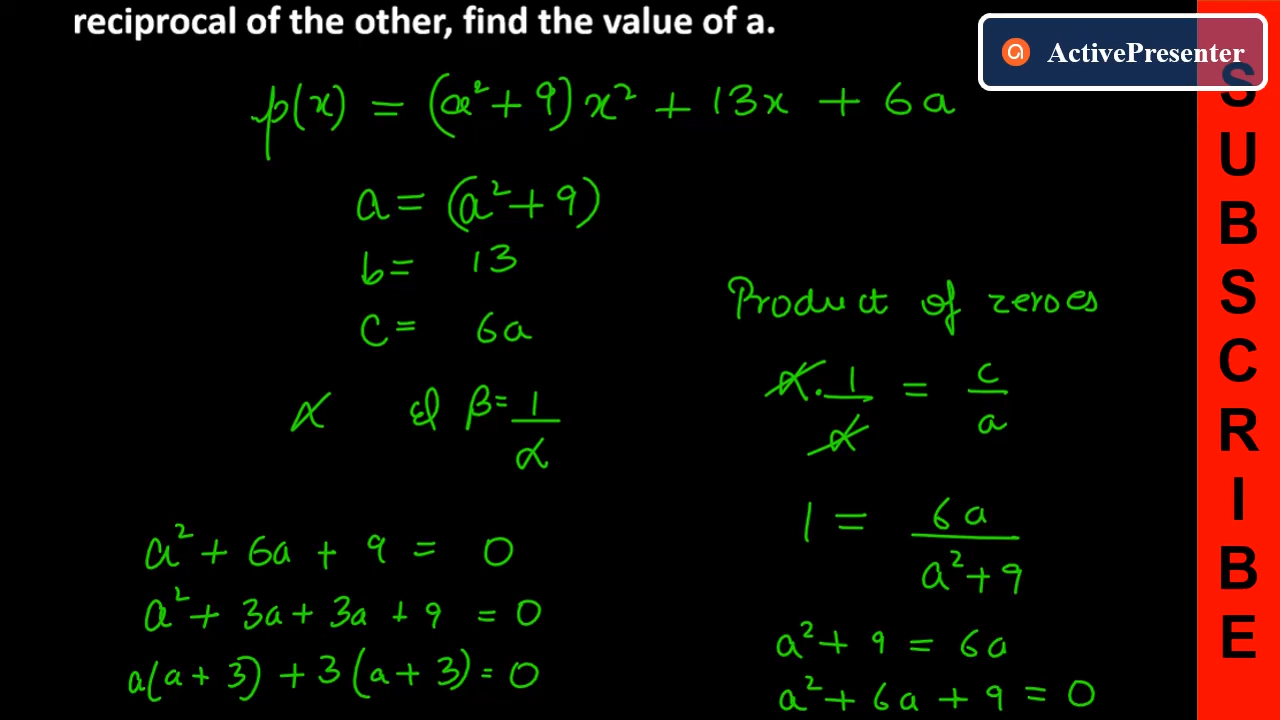 reciprocal of the other, find the value of a.
ActivePresenter
p(x) = (a² + 9)x² + 13x + 6a
a = (a² + 9)
b = 13
c = 6a
α & β = 1/α
Product of zeroes
α · 1/α = c/a
1 = 6a/(a² + 9)
a² + 9 = 6a
a² + 6a + 9 = 0
a² + 6a + 9 = 0
a² + 3a + 3a + 9 = 0
a(a + 3) + 3(a + 3) = 0
SUBSCRIBE